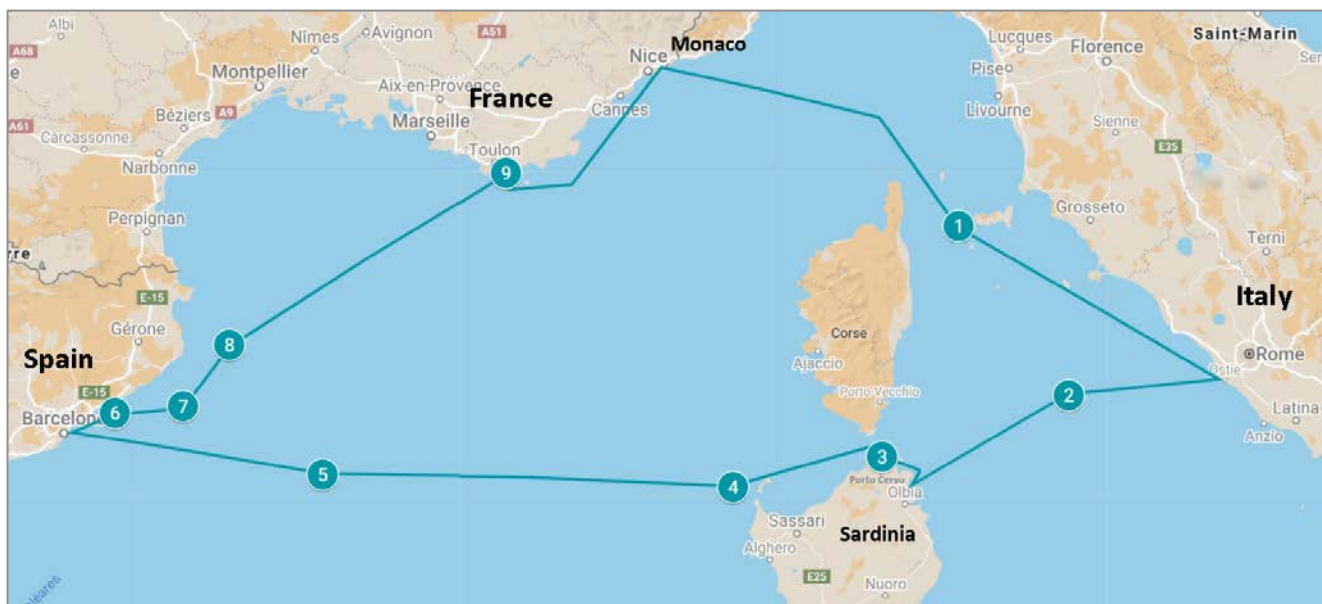 Albi
A68
Nîmes
Avignon
A51
Montpellier
Aix-en-Provence
France
Marseille
Monaco
Nice
Cannes
Lucques
Pise
Florence
Livourne
Sienne
Saint-Marin
Béziers
A9
A61
Carcassonne
Narbonne
Toulon
9
E35
Perpignan
1
Grosseto
Terni
E-15
Gérone
8
Corse
Ajaccio
Porto-Vecchio
Italy
Rome
Ostie
Spain
E-15
7
6
Barcelon
2
Latina
Anzio
3
Porto Cervo
5
4
Olbia
Sassari
Sardinia
Alghero
E25
Nuoro